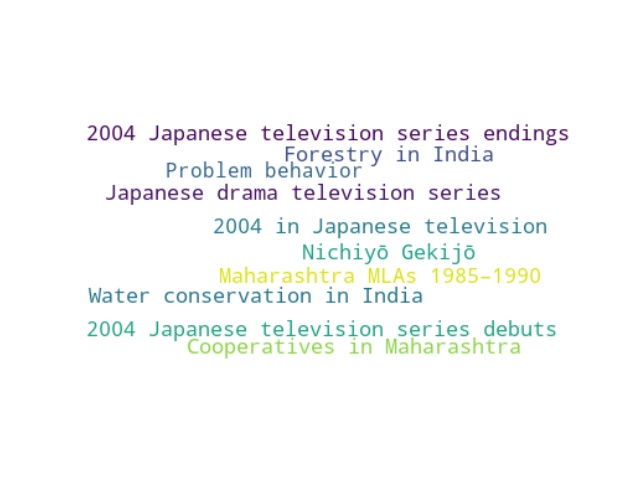 2004 Japanese television series endings
Forestry in India
Problem behavior
Japanese drama television series
2004 in Japanese television
Nichiyō Gekijō
Maharashtra MLAs 1985–1990
Water conservation in India
2004 Japanese television series debuts
Cooperatives in Maharashtra